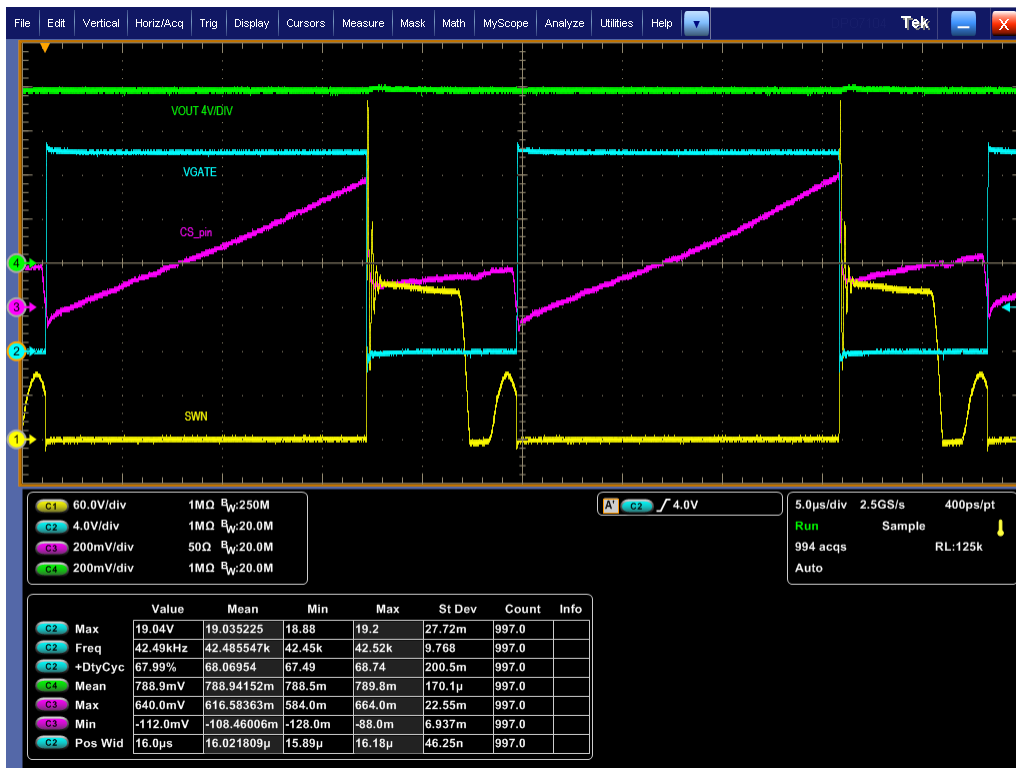 File Edit Vertical Horiz/Acq Trig Display Cursors Measure Mask Math MyScope Analyze Utilities Help Tek X
VOUT 4V/DIV
VGATE
CS_pin
4
3
2
SWN
1
C1 60.0V/div 1MΩ BW:250M
C2 4.0V/div 1MΩ BW:20.0M
C3 200mV/div 50Ω BW:20.0M
C4 200mV/div 1MΩ BW:20.0M
A' C2 4.0V
5.0µs/div 2.5GS/s 400ps/pt
Run Sample
994 acqs RL:125k
Auto
Value Mean Min Max St Dev Count Info
C2 Max 19.04V 19.035225 18.88 19.2 27.72m 997.0
C2 Freq 42.49kHz 42.485547k 42.45k 42.52k 9.768 997.0
C2 +DtyCyc 67.99% 68.06954 67.49 68.74 200.5m 997.0
C4 Mean 788.9mV 788.94152m 788.5m 789.8m 170.1µ 997.0
C3 Max 640.0mV 616.58363m 584.0m 664.0m 22.55m 997.0
C3 Min -112.0mV -108.46006m -128.0m -88.0m 6.937m 997.0
C2 Pos Wid 16.0µs 16.021809µ 15.89µ 16.18µ 46.25n 997.0